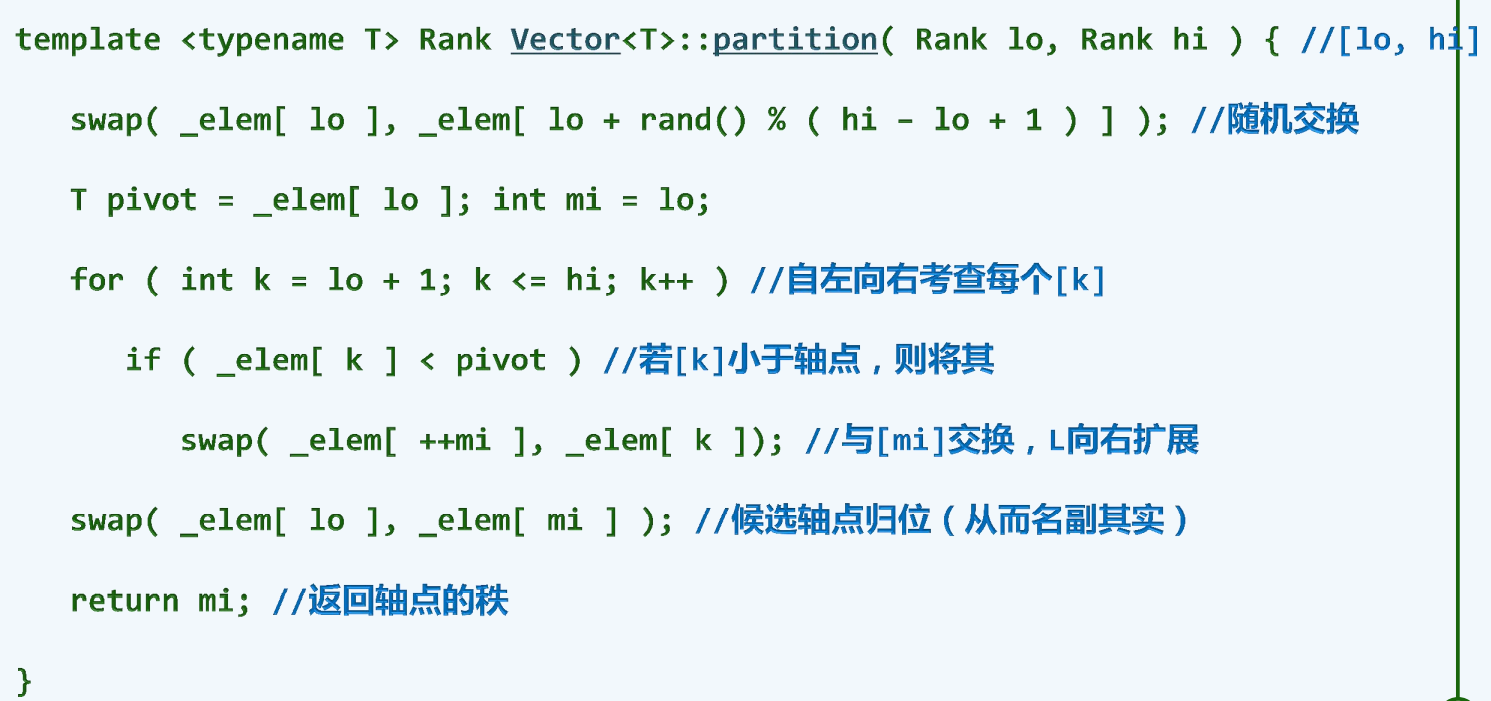 template <typename T> Rank Vector<T>::partition( Rank lo, Rank hi ) { //[lo, hi]
swap( _elem[ lo ], _elem[ lo + rand() % ( hi – lo + 1 ) ] ); //随机交换
T pivot = _elem[ lo ]; int mi = lo;
for ( int k = lo + 1; k <= hi; k++ ) //自左向右考查每个[k]
if ( _elem[ k ] < pivot ) //若[k]小于轴点，则将其
swap( _elem[ ++mi ], _elem[ k ]); //与[mi]交换，L向右扩展
swap( _elem[ lo ], _elem[ mi ] ); //候选轴点归位（从而名副其实）
return mi; //返回轴点的秩
}